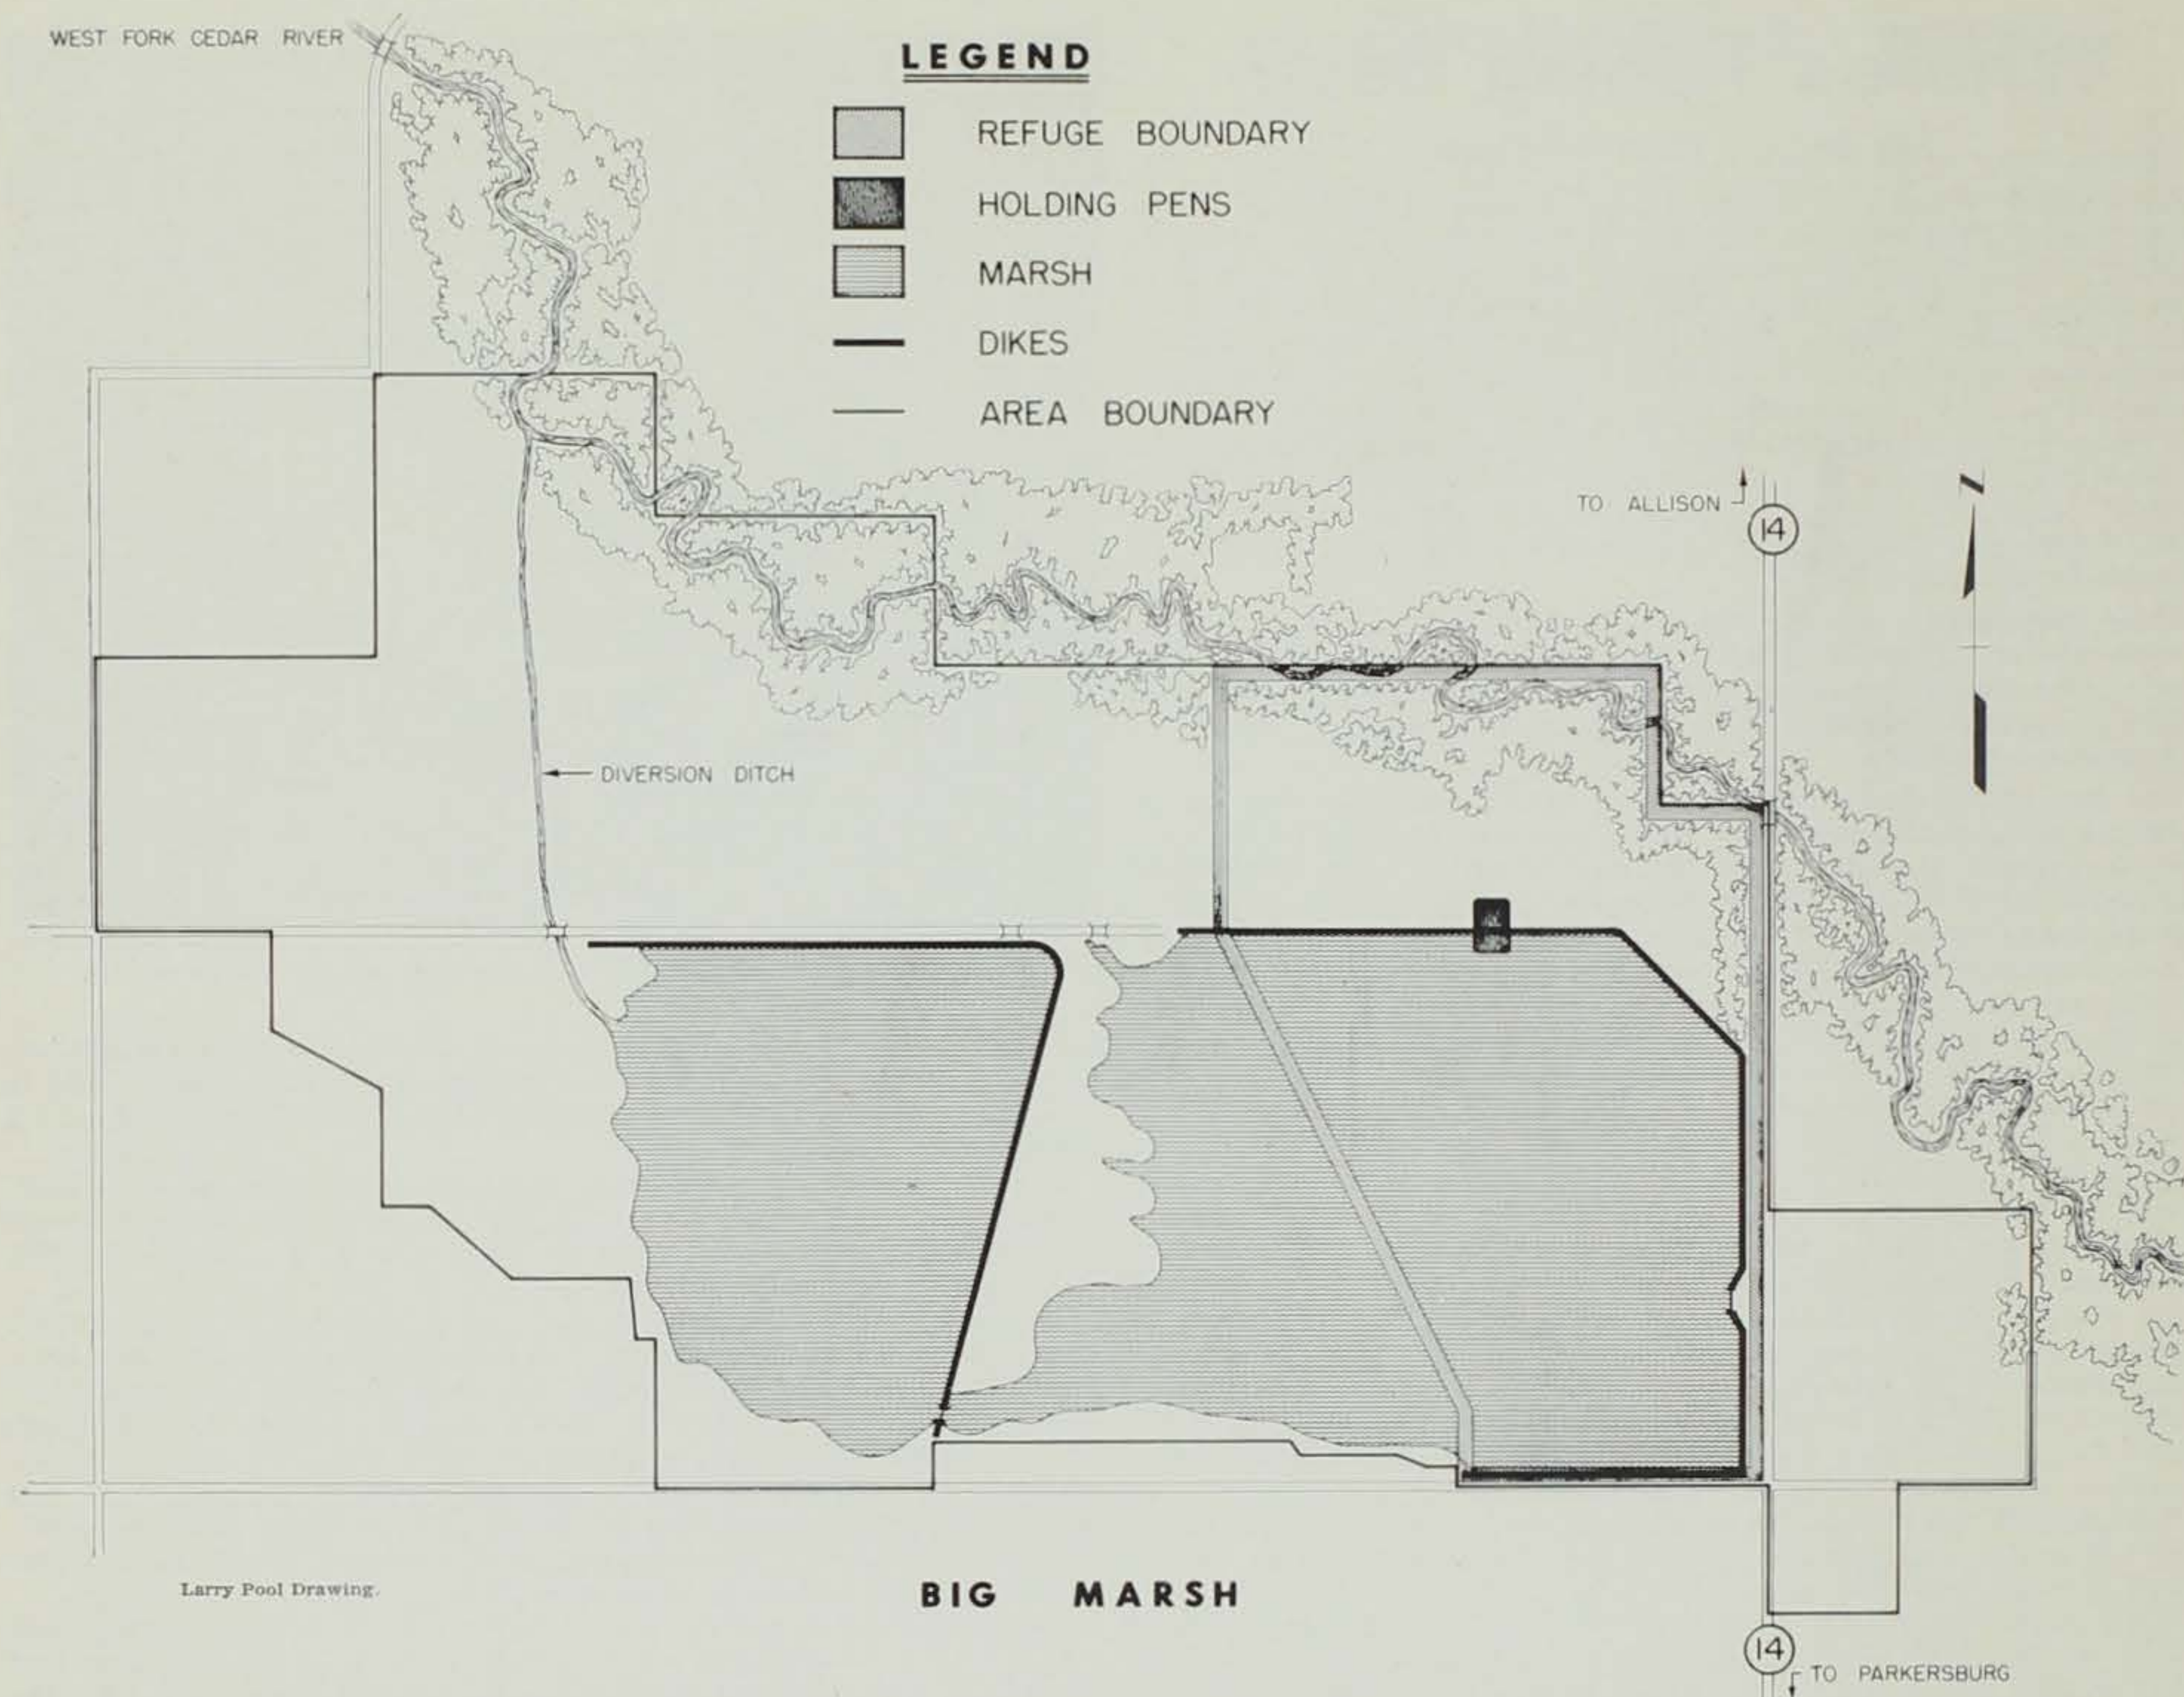 WEST FORK CEDAR RIVER
LEGEND
REFUGE BOUNDARY
HOLDING PENS
MARSH
DIKES
AREA BOUNDARY
TO ALLISON
14
N
DIVERSION DITCH
Larry Pool Drawing.
BIG MARSH
14
TO PARKERSBURG